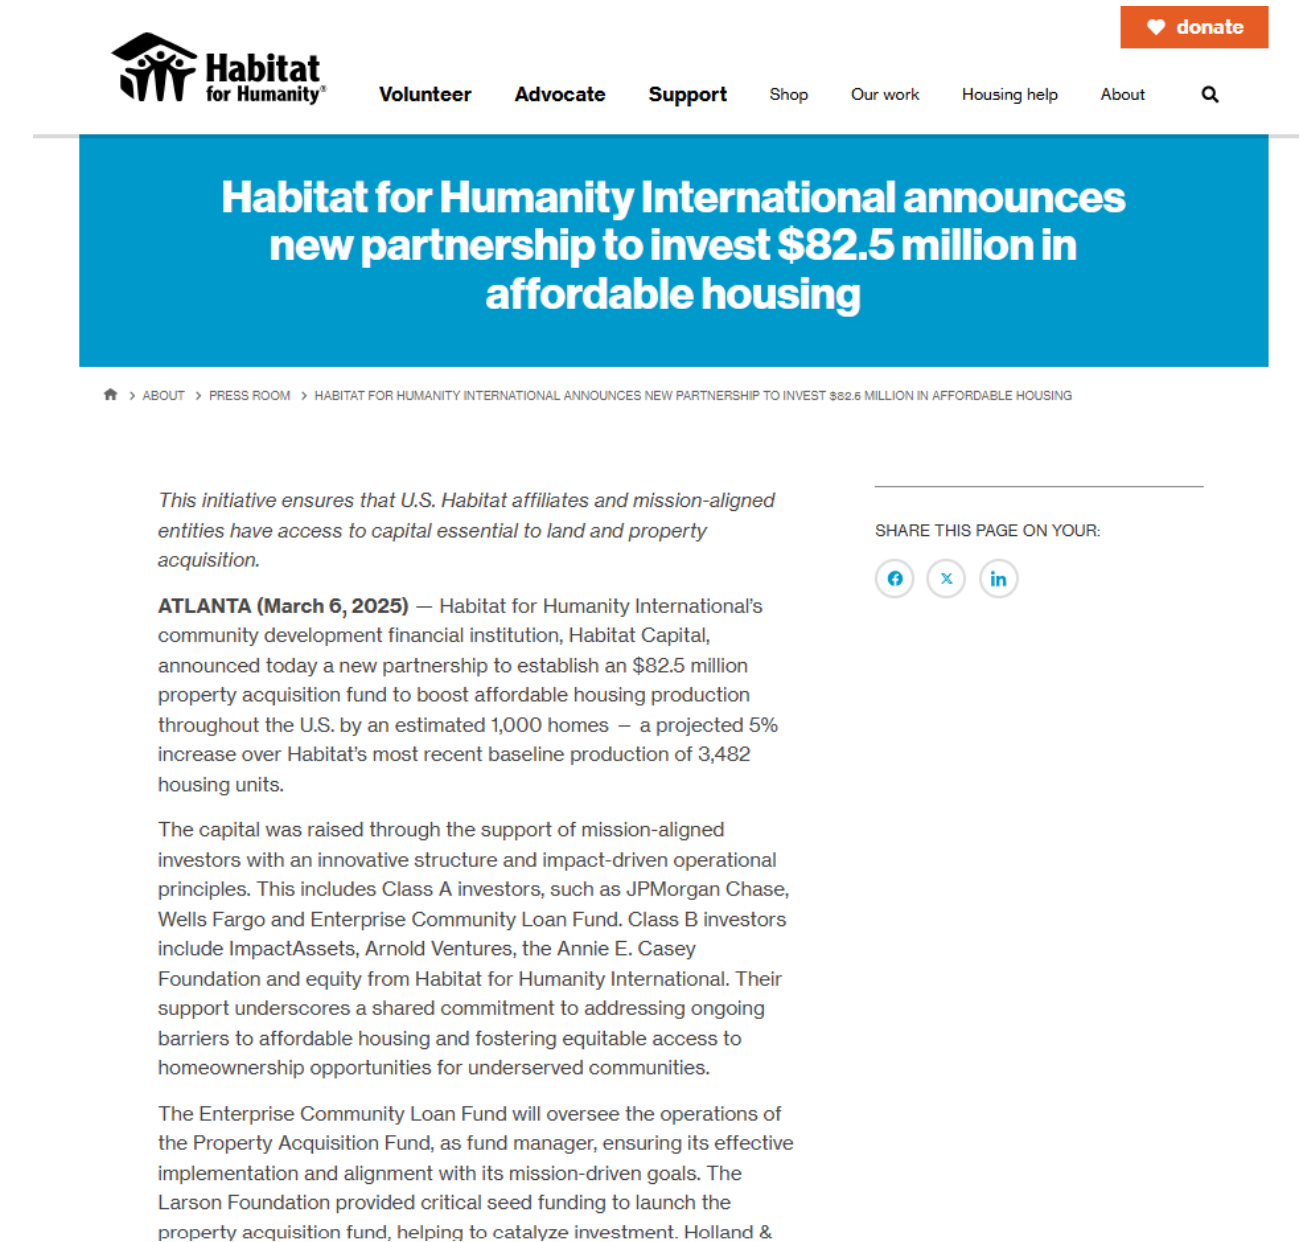 donate
Habitat
for Humanity®
Volunteer Advocate Support Shop Our work Housing help About
Habitat for Humanity International announces
new partnership to invest $82.5 million in
affordable housing
> ABOUT > PRESS ROOM > HABITAT FOR HUMANITY INTERNATIONAL ANNOUNCES NEW PARTNERSHIP TO INVEST $82.5 MILLION IN AFFORDABLE HOUSING
This initiative ensures that U.S. Habitat affiliates and mission-aligned
entities have access to capital essential to land and property
acquisition.
SHARE THIS PAGE ON YOUR:
ATLANTA (March 6, 2025) — Habitat for Humanity International’s
community development financial institution, Habitat Capital,
announced today a new partnership to establish an $82.5 million
property acquisition fund to boost affordable housing production
throughout the U.S. by an estimated 1,000 homes — a projected 5%
increase over Habitat’s most recent baseline production of 3,482
housing units.
The capital was raised through the support of mission-aligned
investors with an innovative structure and impact-driven operational
principles. This includes Class A investors, such as JPMorgan Chase,
Wells Fargo and Enterprise Community Loan Fund. Class B investors
include ImpactAssets, Arnold Ventures, the Annie E. Casey
Foundation and equity from Habitat for Humanity International. Their
support underscores a shared commitment to addressing ongoing
barriers to affordable housing and fostering equitable access to
homeownership opportunities for underserved communities.
The Enterprise Community Loan Fund will oversee the operations of
the Property Acquisition Fund, as fund manager, ensuring its effective
implementation and alignment with its mission-driven goals. The
Larson Foundation provided critical seed funding to launch the
property acquisition fund, helping to catalyze investment. Holland &